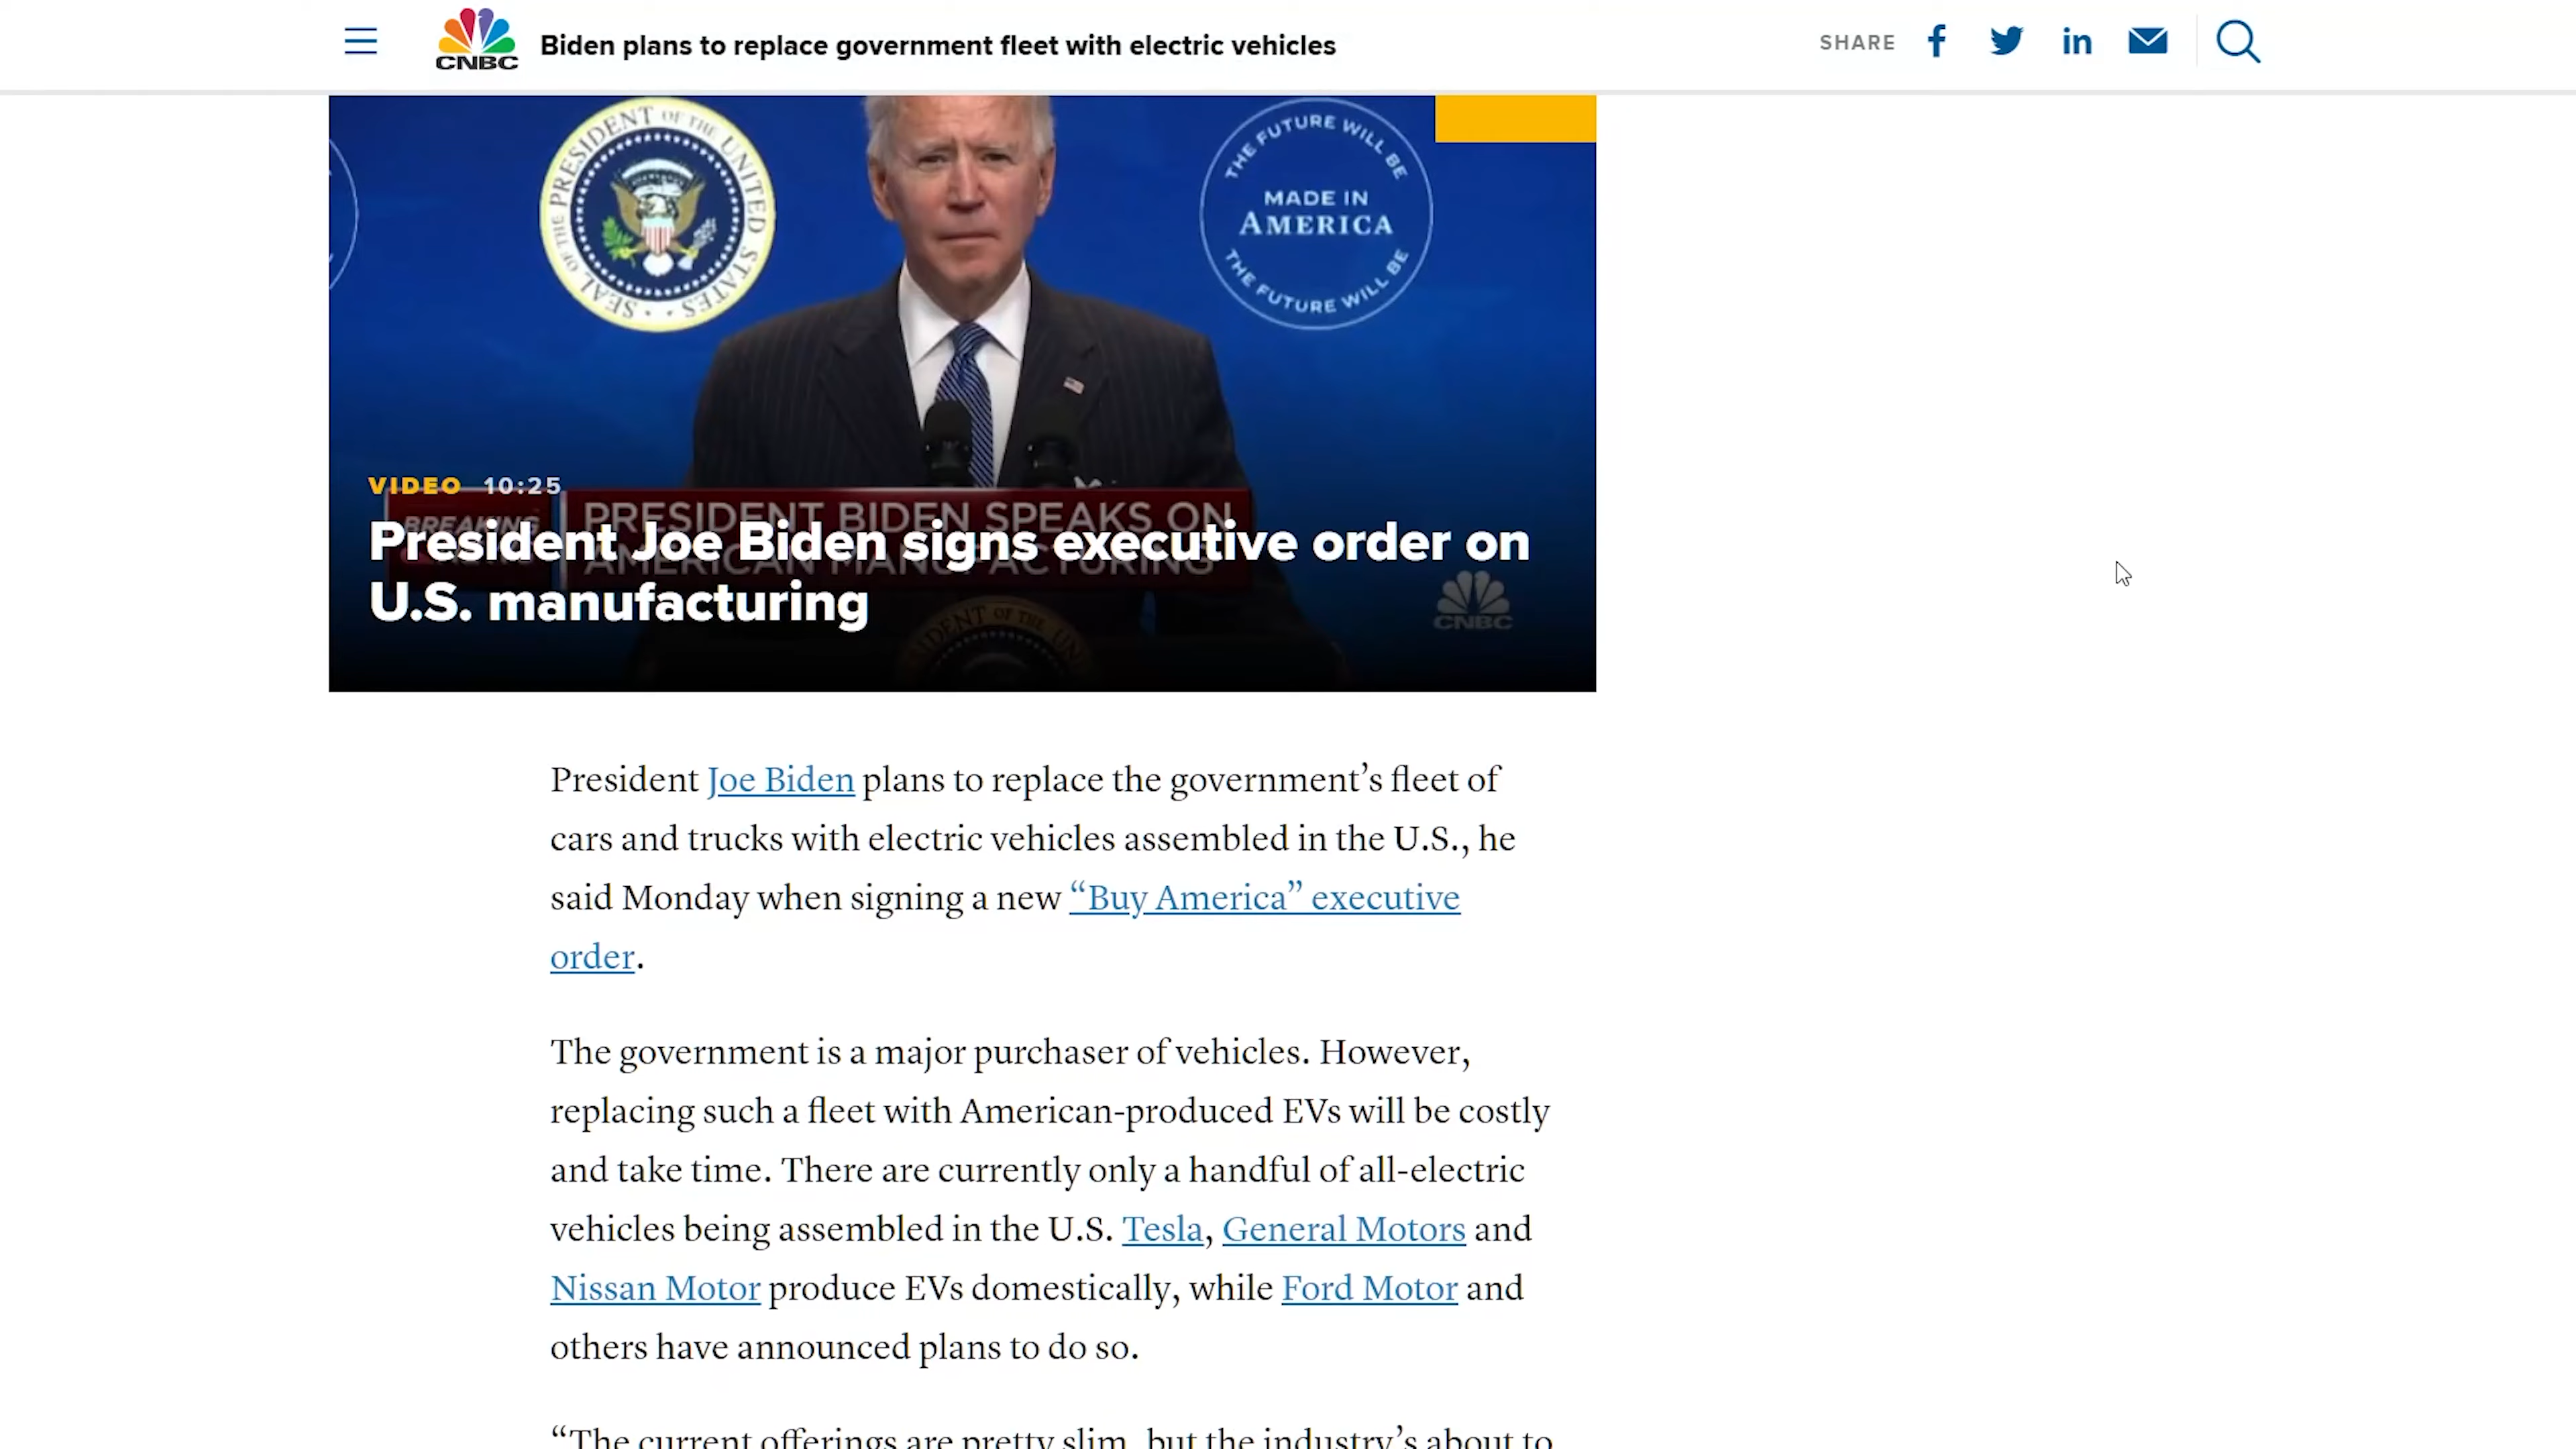 CNBC
Biden plans to replace government fleet with electric vehicles
SHARE
SEAL OF THE PRESIDENT OF THE UNITED STATES
THE FUTURE WILL BE
MADE IN
AMERICA
THE FUTURE WILL BE
VIDEO 10:25
BREAKING
PRESIDENT BIDEN SPEAKS ON
AMERICAN MANUFACTURING
President Joe Biden signs executive order on
U.S. manufacturing
CNBC
President Joe Biden plans to replace the government’s fleet of
cars and trucks with electric vehicles assembled in the U.S., he
said Monday when signing a new “Buy America” executive
order.
The government is a major purchaser of vehicles. However,
replacing such a fleet with American-produced EVs will be costly
and take time. There are currently only a handful of all-electric
vehicles being assembled in the U.S. Tesla, General Motors and
Nissan Motor produce EVs domestically, while Ford Motor and
others have announced plans to do so.
“The current offerings are pretty slim, but the industry’s about to